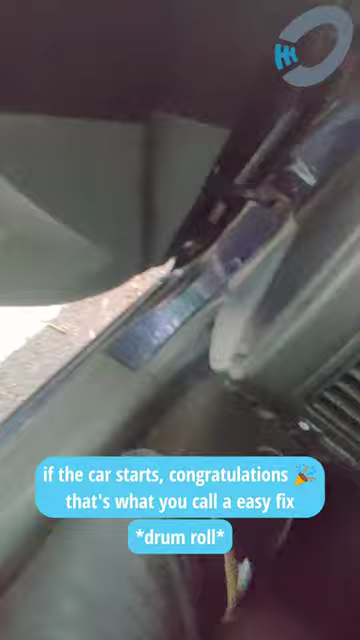 if the car starts, congratulations 🎉
that's what you call a easy fix
*drum roll*